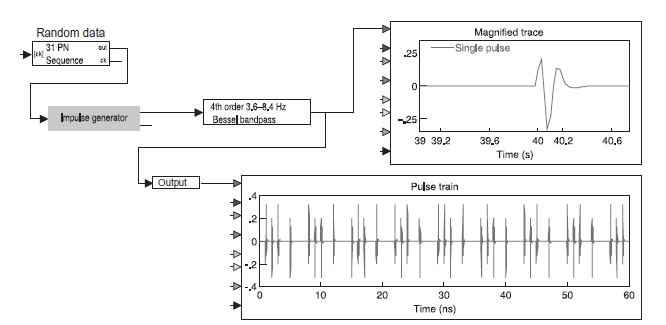 Random data
[ck] 31 PN out
Sequence ck
Impulse generator
4th order 3.6–8.4 Hz
Bessel bandpass
Magnified trace
Single pulse
.25
0
-.25
39 39.2 39.6 40 40.2 40.6
Time (s)
Output
Pulse train
.4
.2
0
-.2
-.4
0 10 20 30 40 50 60
Time (ns)